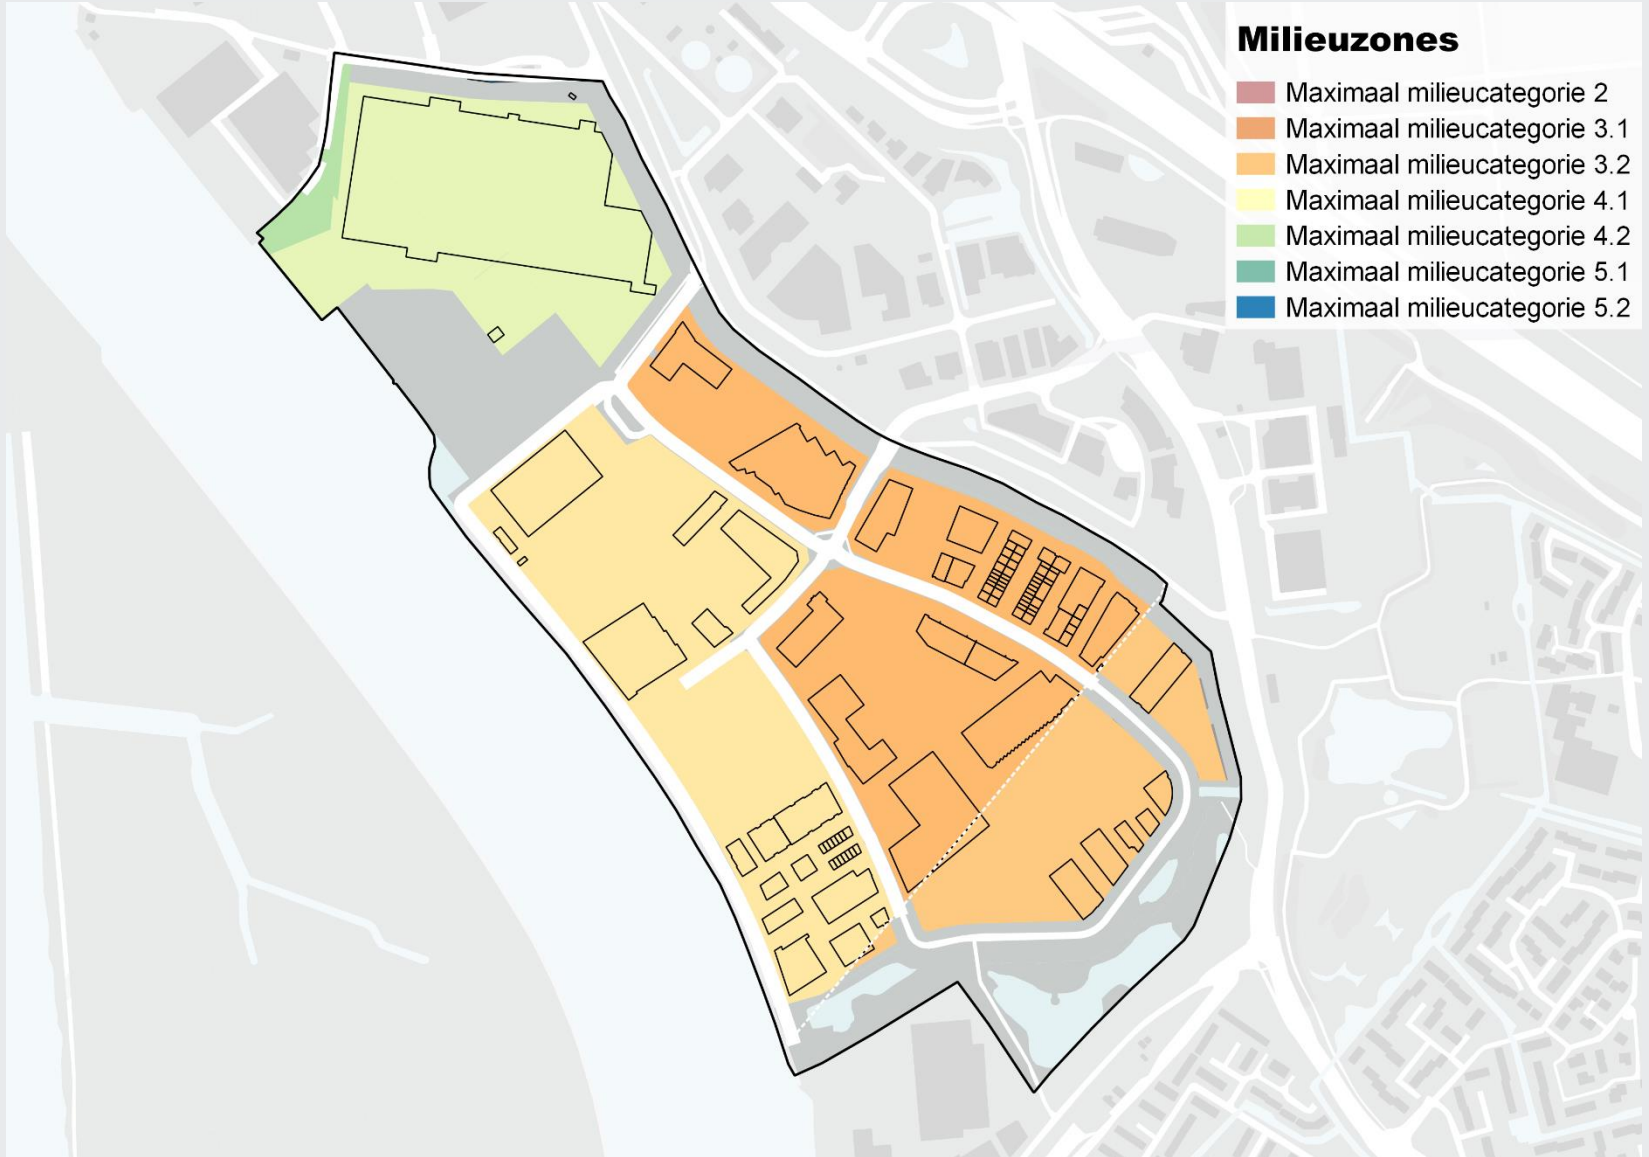 Milieuzones
Maximaal milieucategorie 2
Maximaal milieucategorie 3.1
Maximaal milieucategorie 3.2
Maximaal milieucategorie 4.1
Maximaal milieucategorie 4.2
Maximaal milieucategorie 5.1
Maximaal milieucategorie 5.2